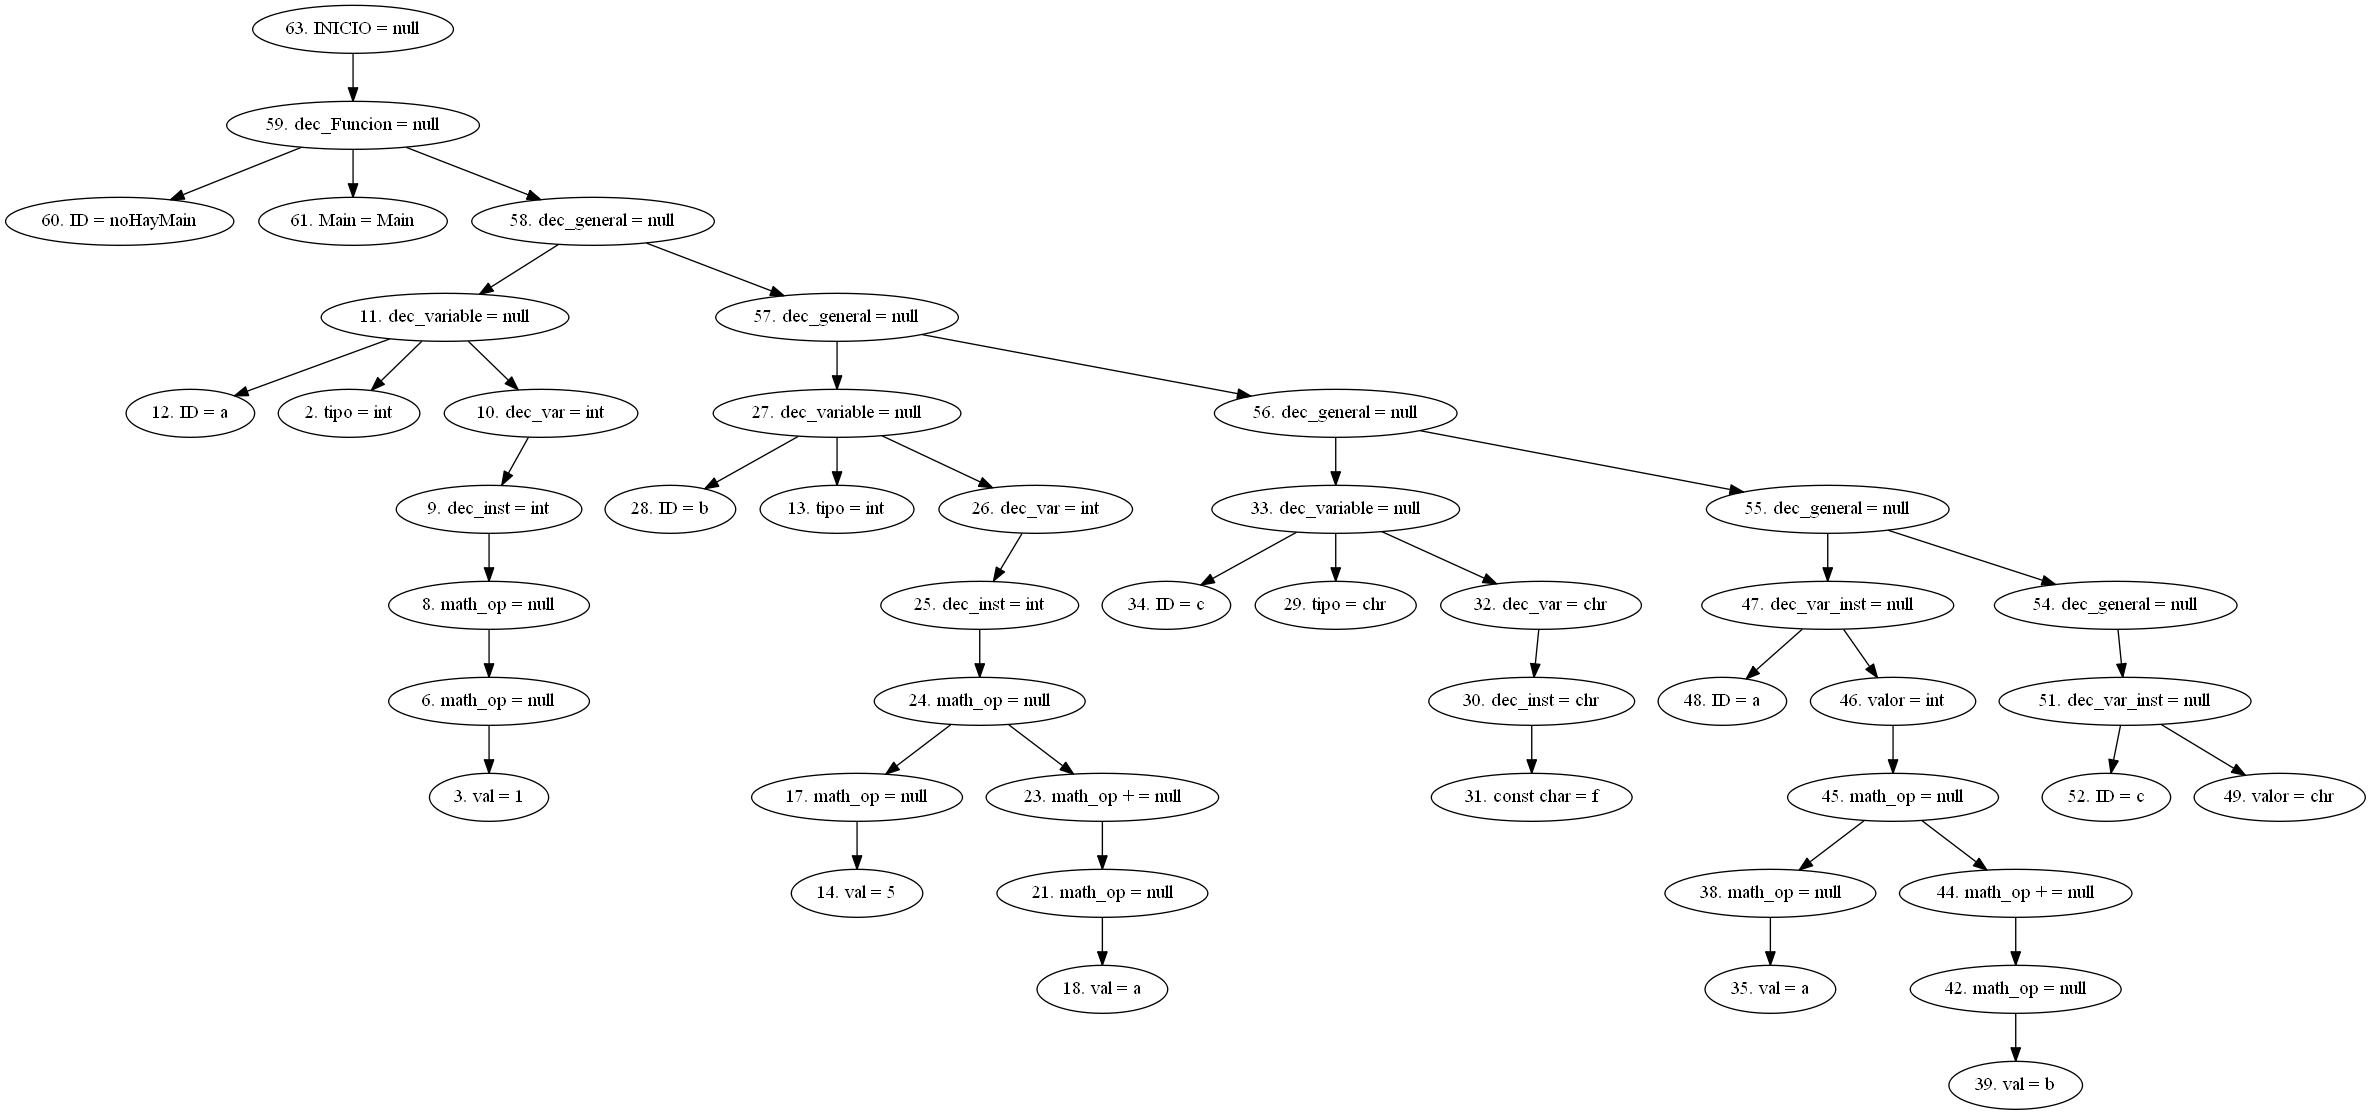 63. INICIO = null
59. dec_Funcion = null
60. ID = noHayMain
61. Main = Main
58. dec_general = null
11. dec_variable = null
57. dec_general = null
12. ID = a
2. tipo = int
10. dec_var = int
27. dec_variable = null
56. dec_general = null
9. dec_inst = int
28. ID = b
13. tipo = int
26. dec_var = int
33. dec_variable = null
55. dec_general = null
8. math_op = null
25. dec_inst = int
34. ID = c
29. tipo = chr
32. dec_var = chr
47. dec_var_inst = null
54. dec_general = null
6. math_op = null
24. math_op = null
30. dec_inst = chr
48. ID = a
46. valor = int
51. dec_var_inst = null
3. val = 1
17. math_op = null
23. math_op + = null
31. const char = f
45. math_op = null
52. ID = c
49. valor = chr
14. val = 5
21. math_op = null
38. math_op = null
44. math_op + = null
18. val = a
35. val = a
42. math_op = null
39. val = b